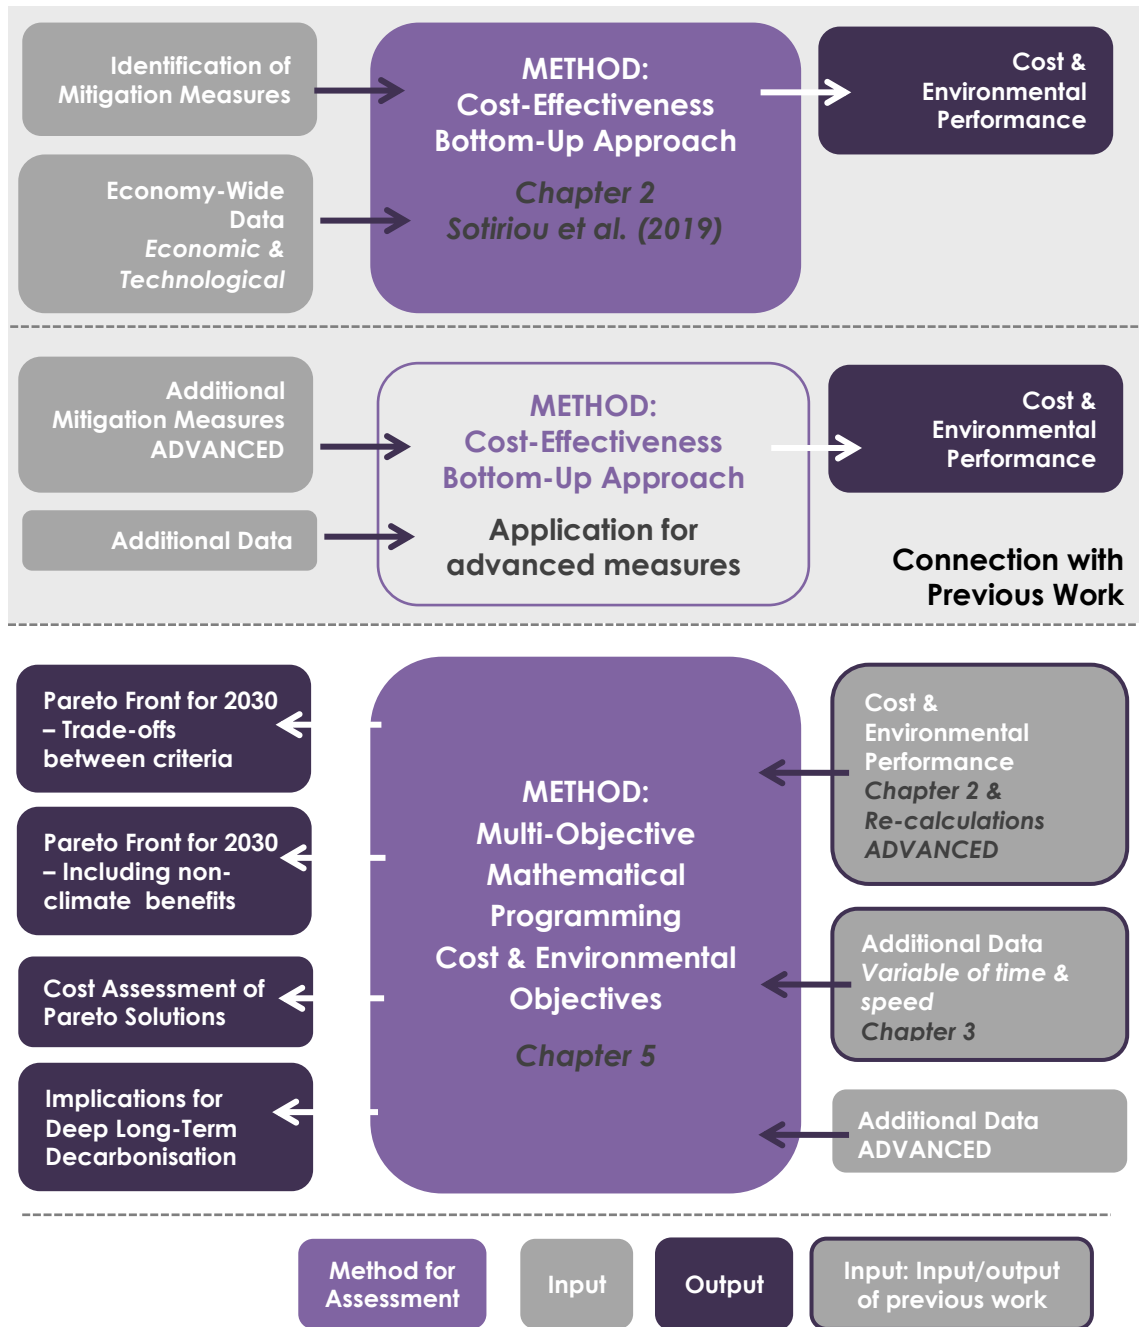 Identification of
Mitigation Measures
Economy-Wide
Data
Economic &
Technological
METHOD:
Cost-Effectiveness
Bottom-Up Approach
Chapter 2
Sotiriou et al. (2019)
Cost &
Environmental
Performance
Additional
Mitigation Measures
ADVANCED
Additional Data
METHOD:
Cost-Effectiveness
Bottom-Up Approach
Application for
advanced measures
Cost &
Environmental
Performance
Connection with
Previous Work
Pareto Front for 2030
– Trade-offs
between criteria
Pareto Front for 2030
– Including non-
climate benefits
Cost Assessment of
Pareto Solutions
Implications for
Deep Long-Term
Decarbonisation
METHOD:
Multi-Objective
Mathematical
Programming
Cost & Environmental
Objectives
Chapter 5
Cost &
Environmental
Performance
Chapter 2 &
Re-calculations
ADVANCED
Additional Data
Variable of time &
speed
Chapter 3
Additional Data
ADVANCED
Method for
Assessment
Input
Output
Input: Input/output
of previous work